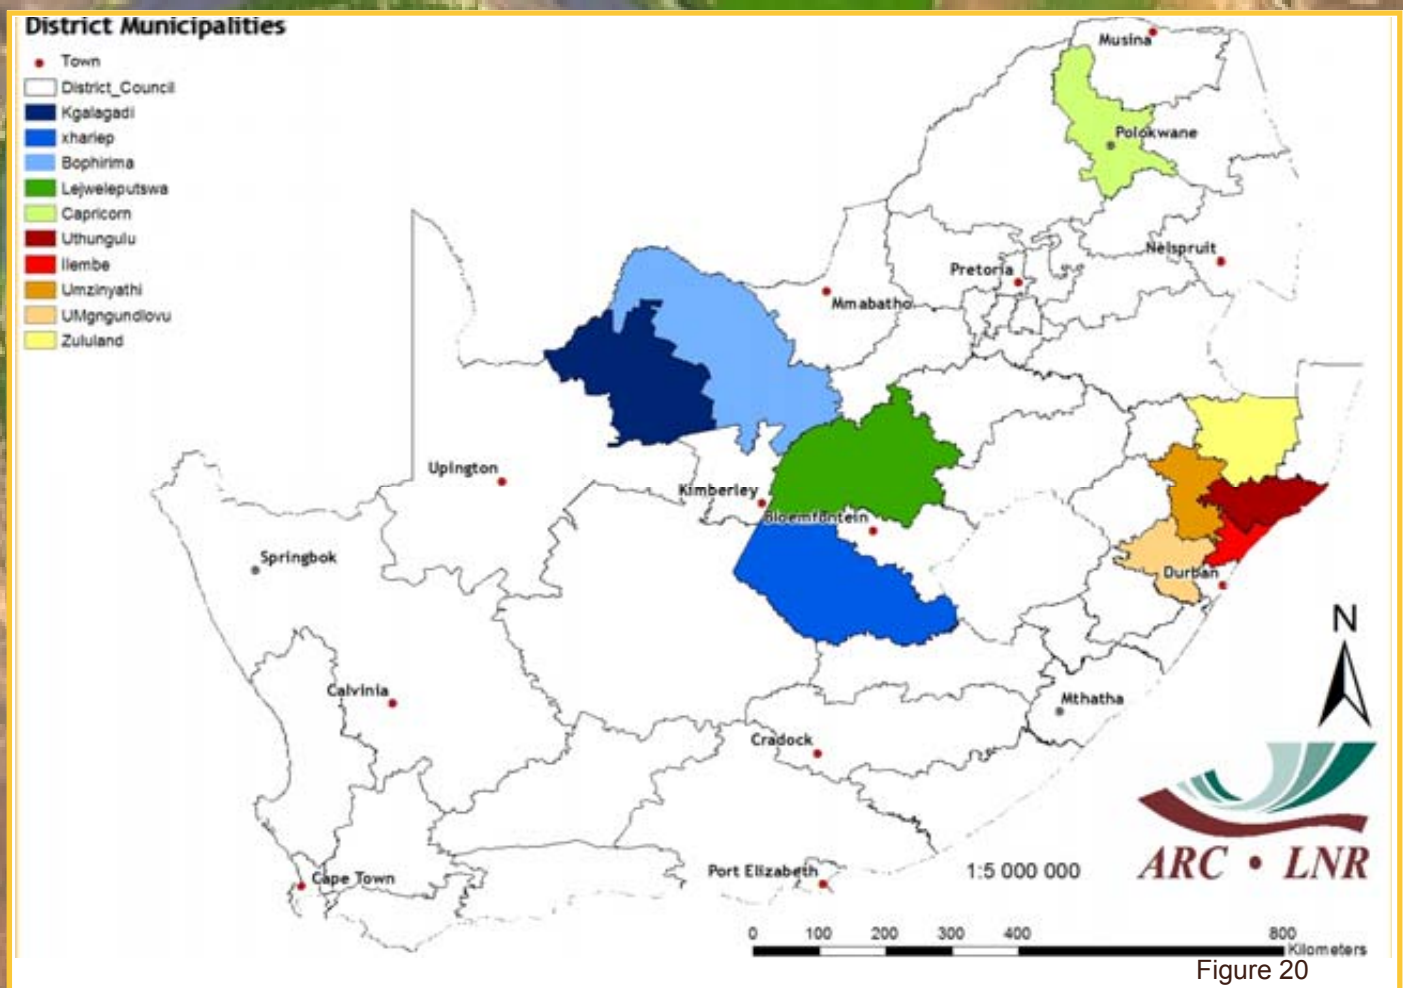 District Municipalities
Town
District_Council
Kgalagadi
xhariep
Bophirima
Lejweleputswa
Capricorn
Uthungulu
Ilembe
Umzinyathi
UMgngundlovu
Zululand
Musina
Polokwane
Nelspruit
Pretoria
Mmabatho
Upington
Kimberley
Bloemfontein
Springbok
Durban
N
Calvinia
Mthatha
Cradock
Cape Town
Port Elizabeth
1:5 000 000
ARC • LNR
0 100 200 300 400 800
Kilometers
Figure 20